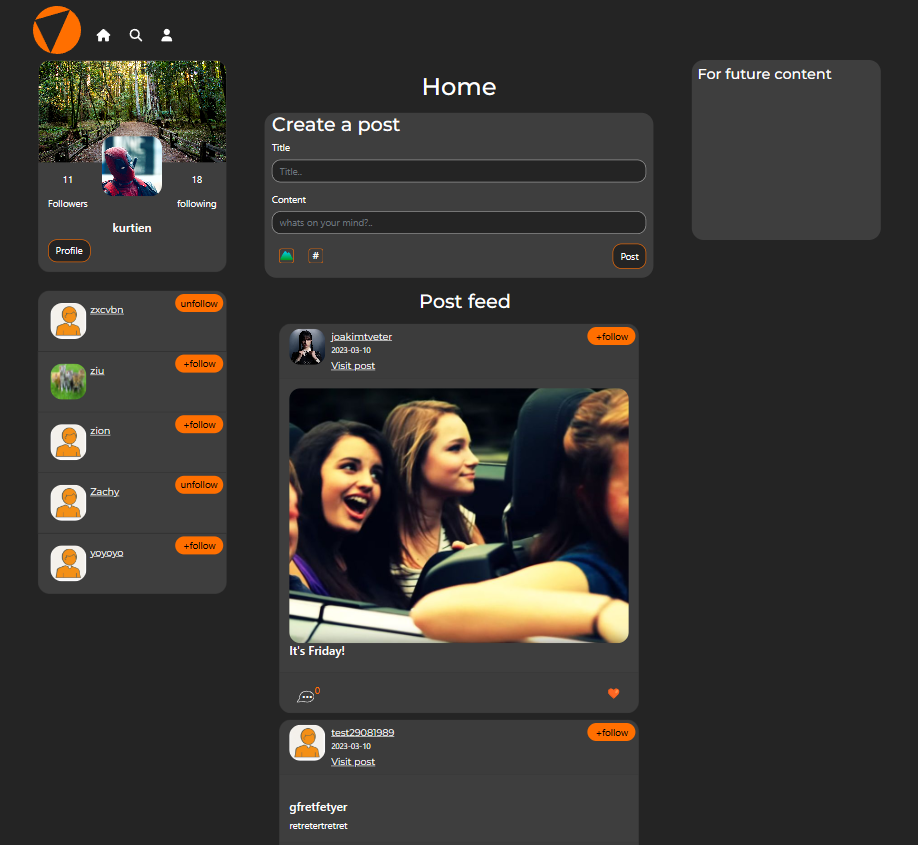 Home
For future content
Create a post
Title
Title..
Content
whats on your mind?..
#
Post
11
18
Followers
following
kurtien
Profile
zxcvbn
unfollow
ziu
+follow
zion
+follow
Zachy
unfollow
yoyoyo
+follow
Post feed
joakimtveter
+follow
2023-03-10
Visit post
It's Friday!
0
test29081989
+follow
2023-03-10
Visit post
gfretfetyer
retretertretret